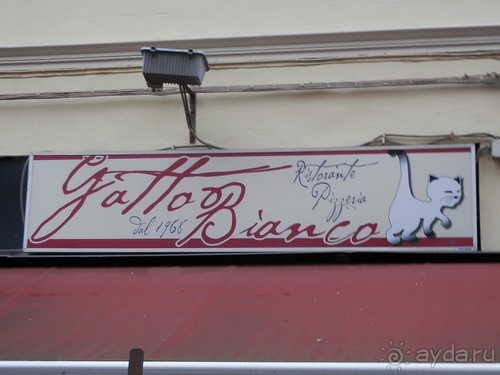 Gatto Bianco
dal 1968
Ristorante
Pizzeria
ayda.ru